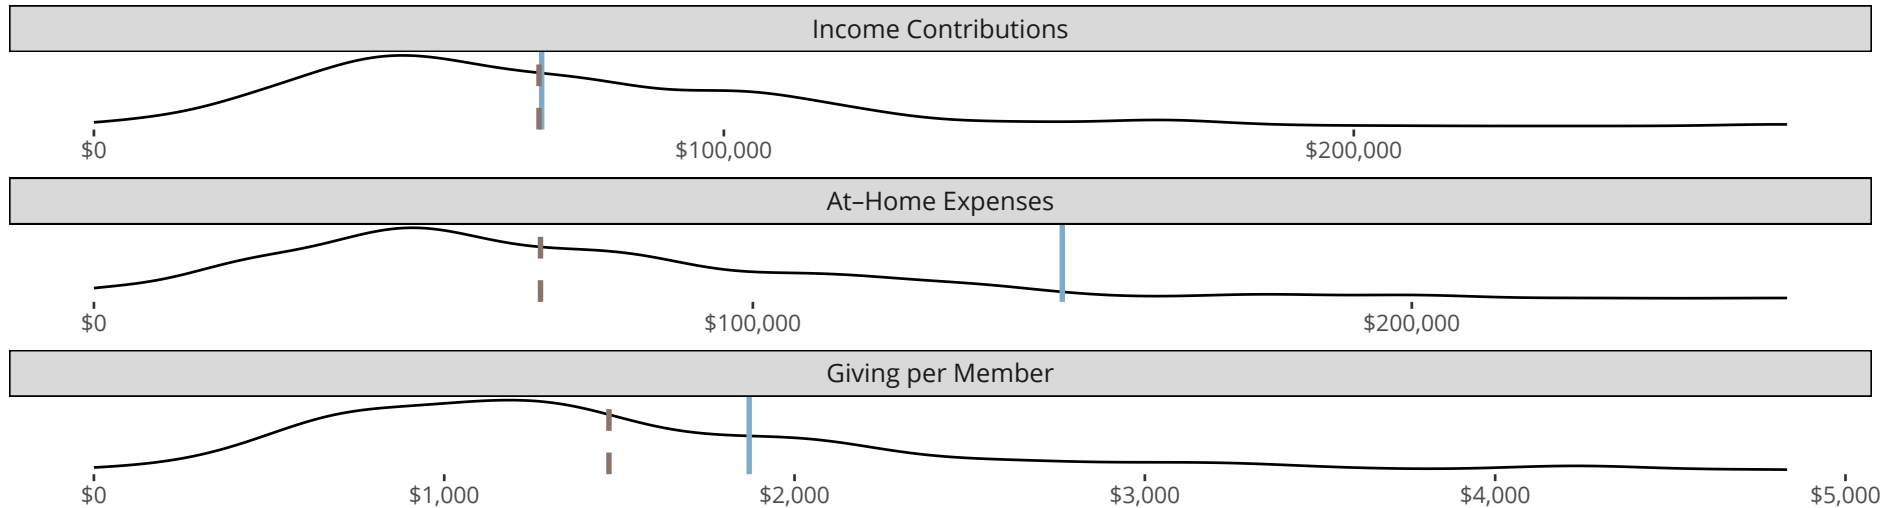 Income Contributions
$0 $100,000 $200,000
At–Home Expenses
$0 $100,000 $200,000
Giving per Member
$0 $1,000 $2,000 $3,000 $4,000 $5,000